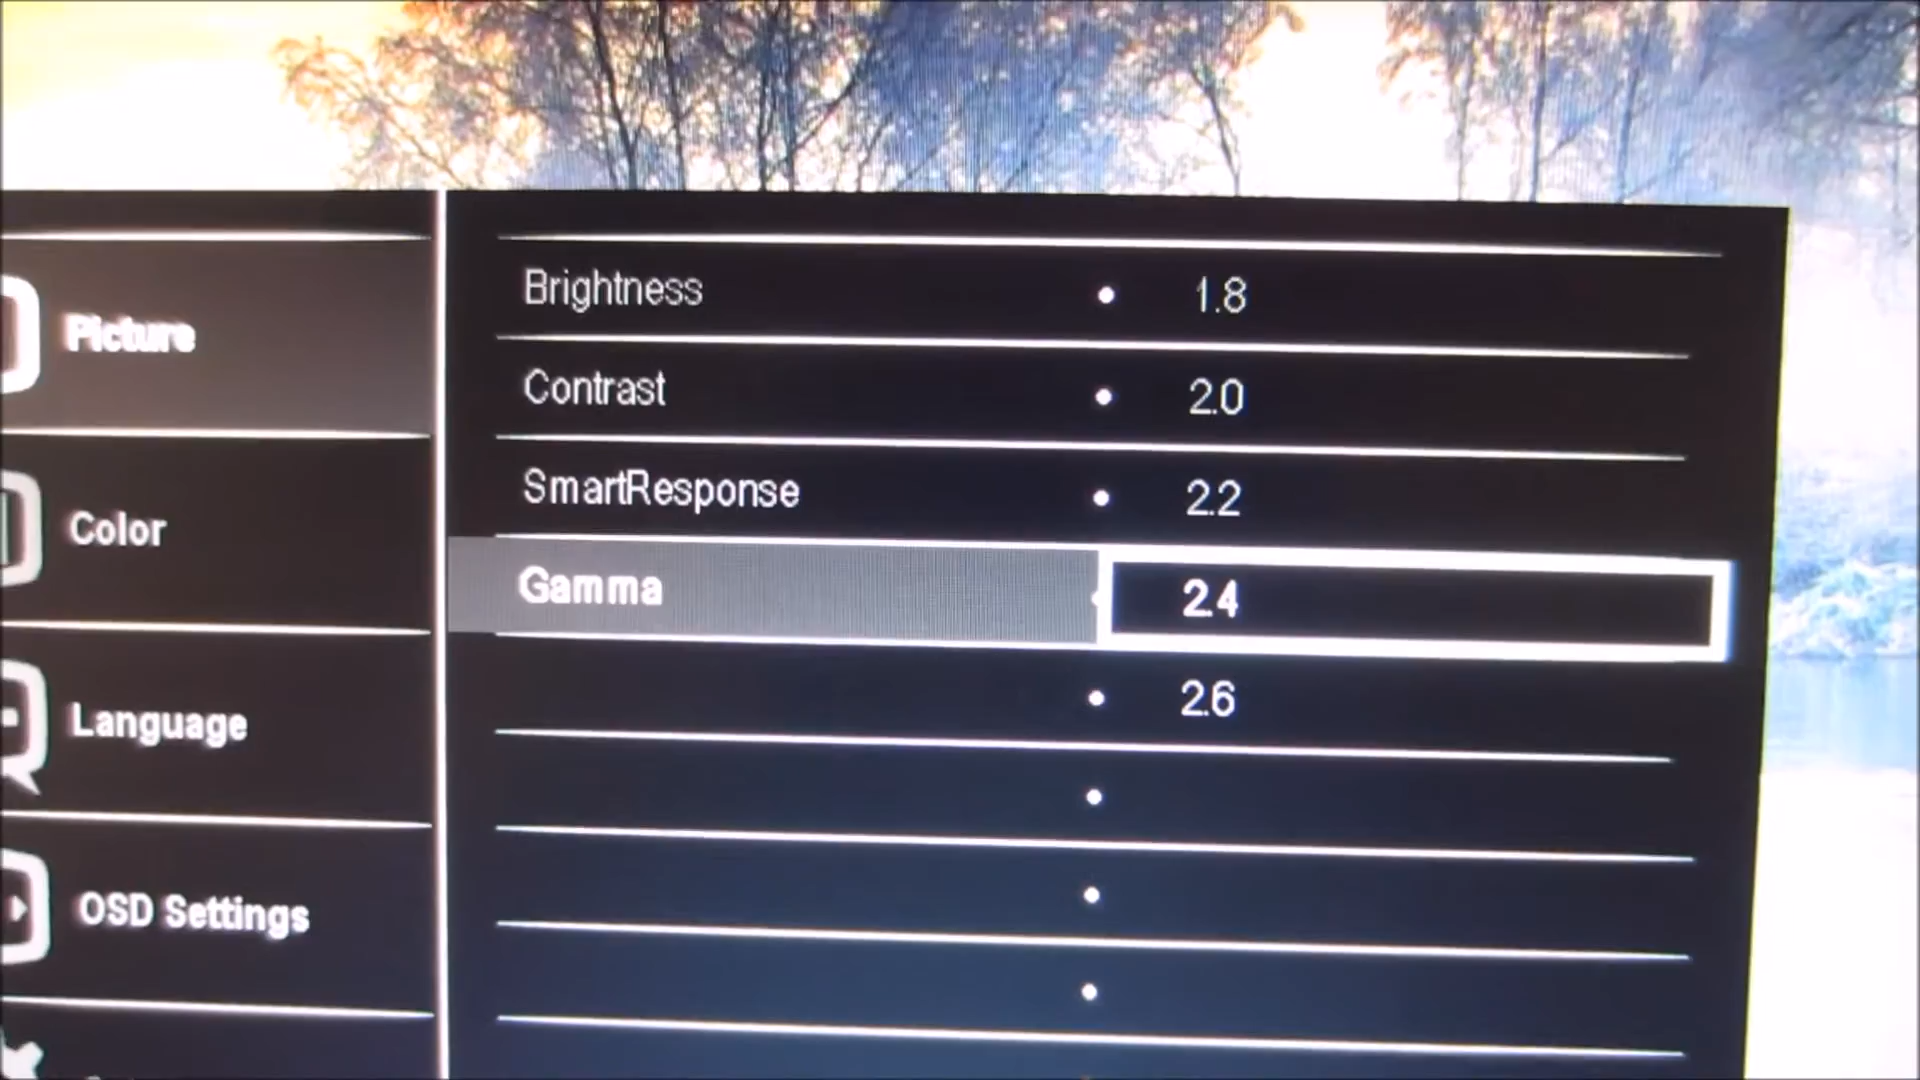 Picture
Color
Language
OSD Settings
Brightness
Contrast
SmartResponse
Gamma
1.8
2.0
2.2
2.4
2.6